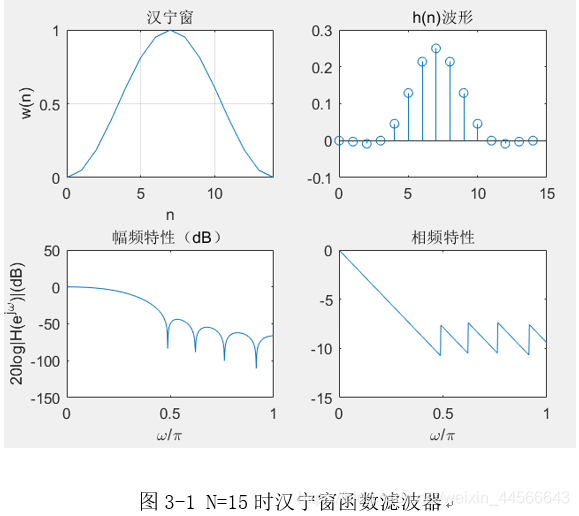 汉宁窗
w(n)
1
0.5
0
0 5 10
n
h(n)波形
0.3
0.2
0.1
0
-0.1
0 5 10 15
幅频特性（dB）
20log|H(e^{jω})|(dB)
50
0
-50
-100
-150
0 0.5 1
ω/π
相频特性
0
-5
-10
-15
0 0.5 1
ω/π
图 3-1 N=15 时汉宁窗函数滤波器
weixin_44566643